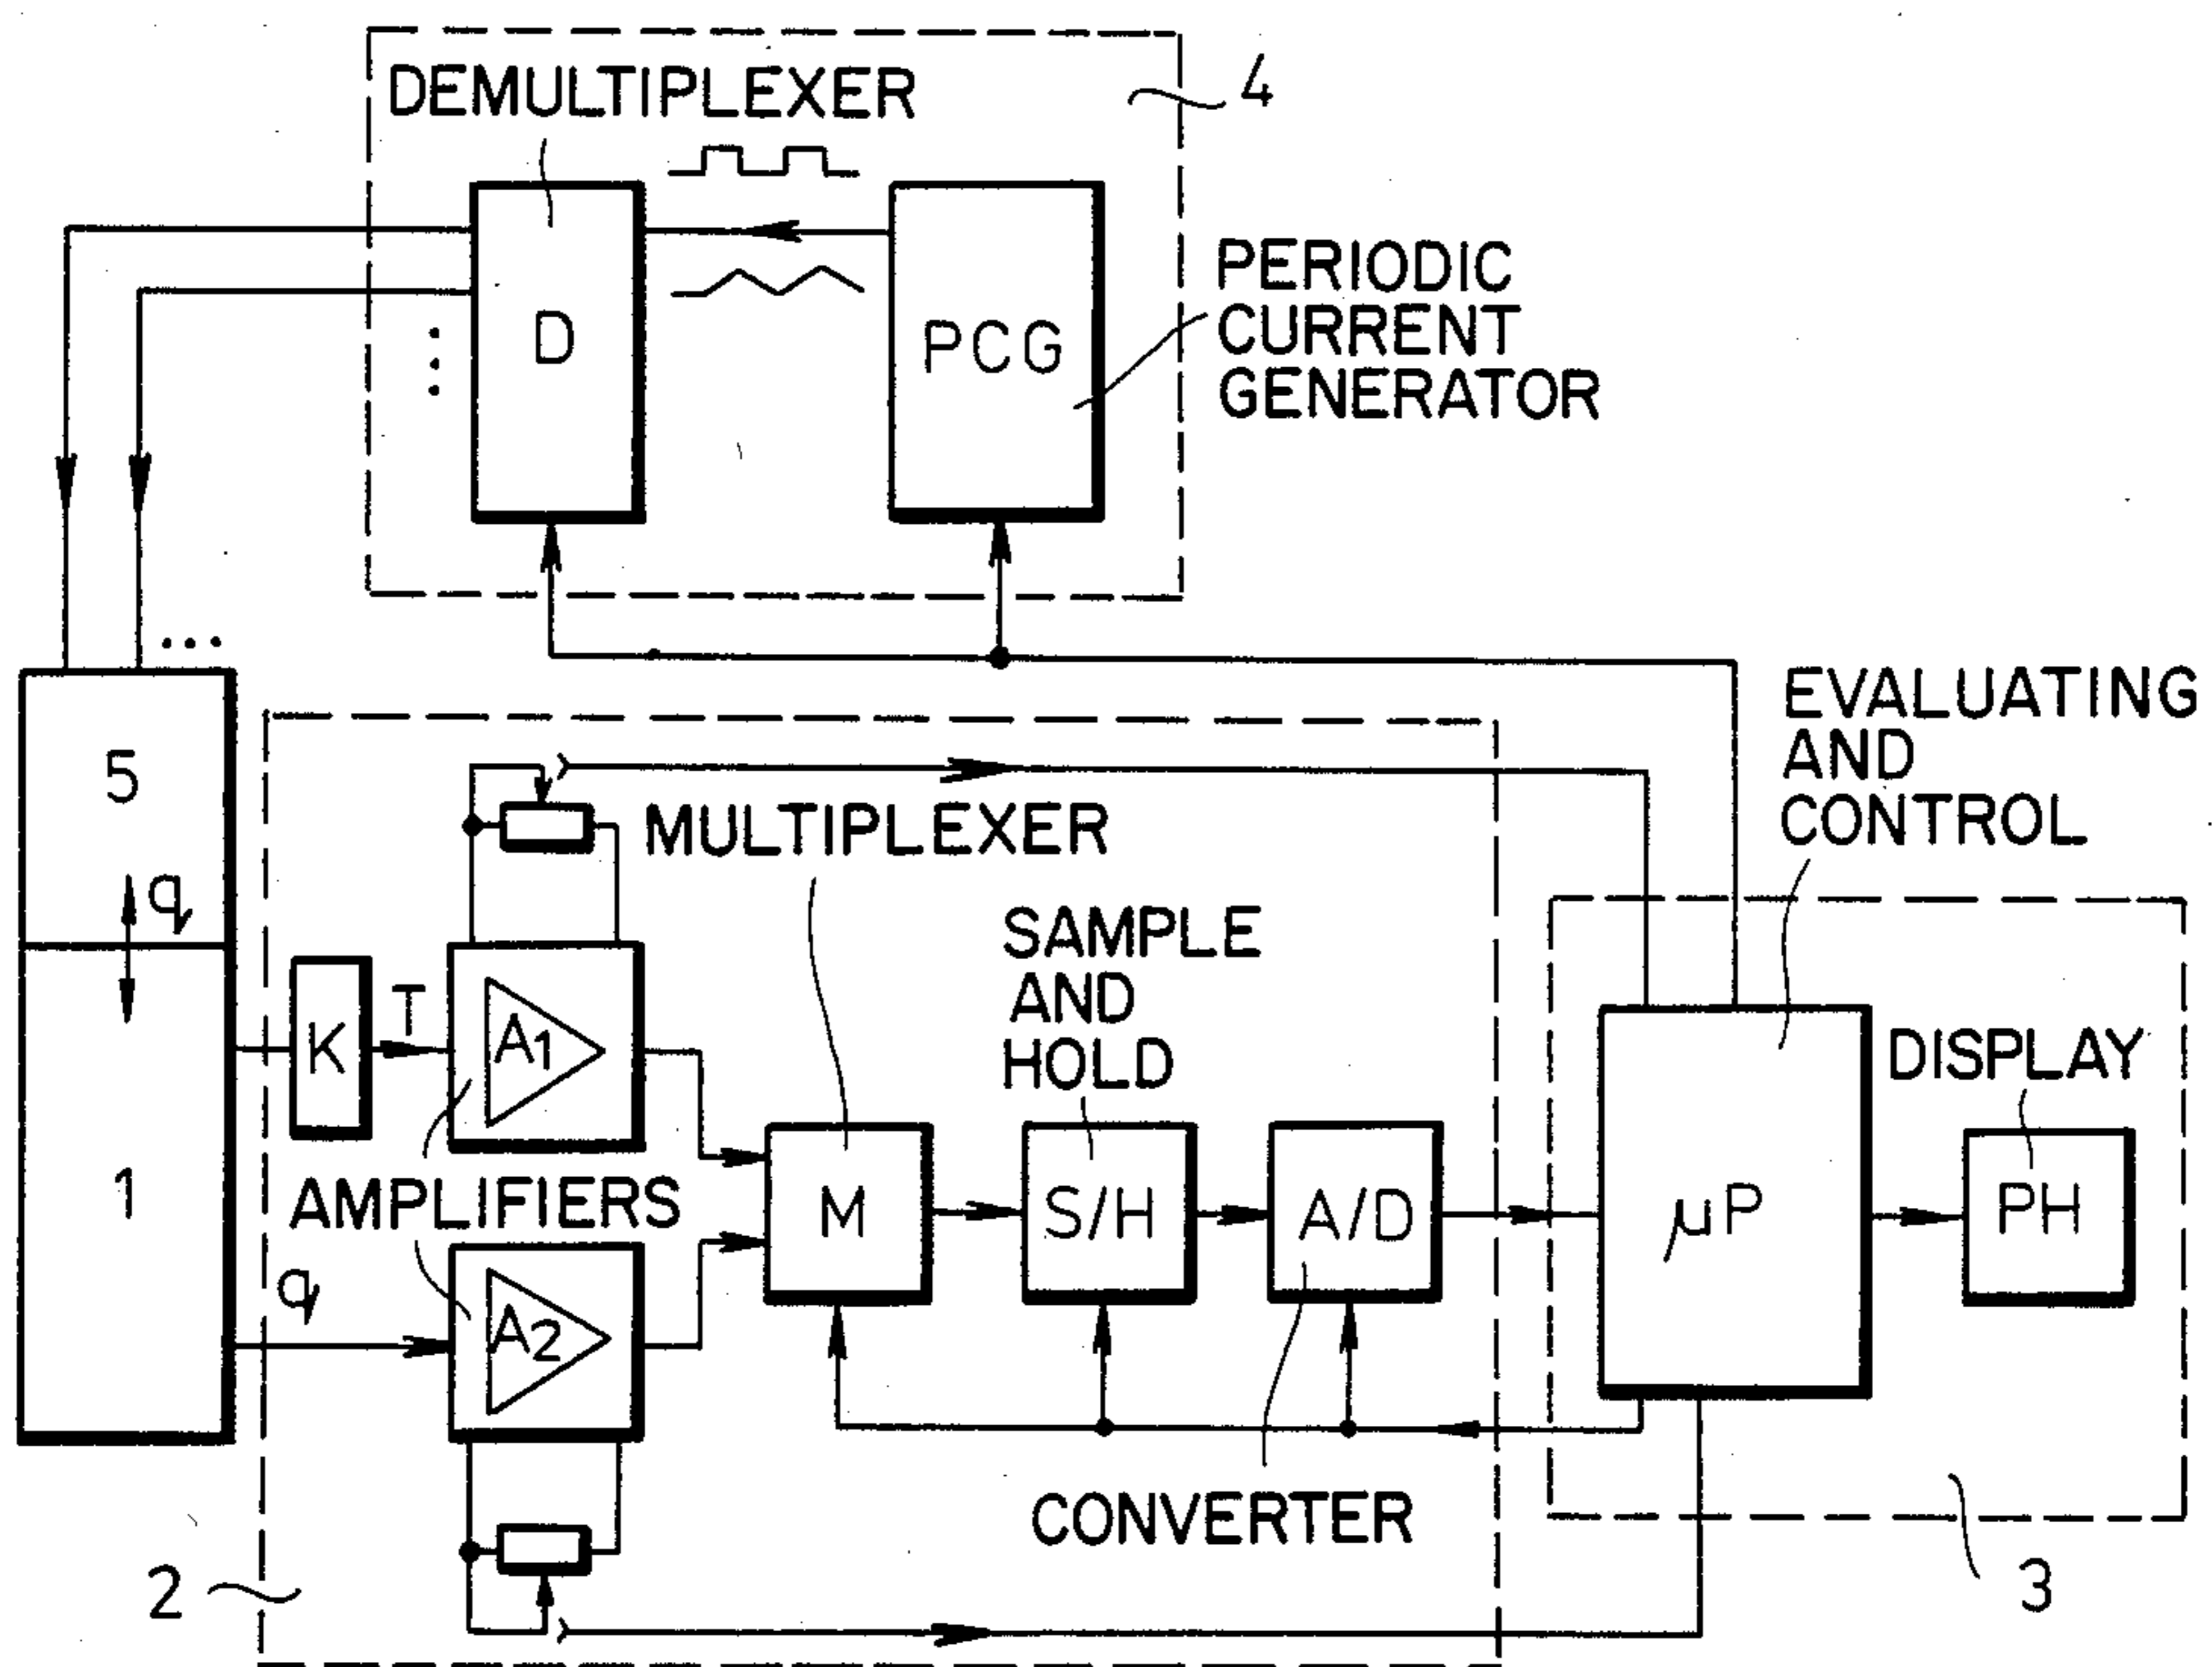 DEMULTIPLEXER
4
D
PCG
PERIODIC
CURRENT
GENERATOR
EVALUATING
AND
CONTROL
5
q
MULTIPLEXER
SAMPLE
AND
HOLD
K
T
A1
DISPLAY
1
AMPLIFIERS
M
S/H
A/D
μP
PH
q
A2
CONVERTER
2
3